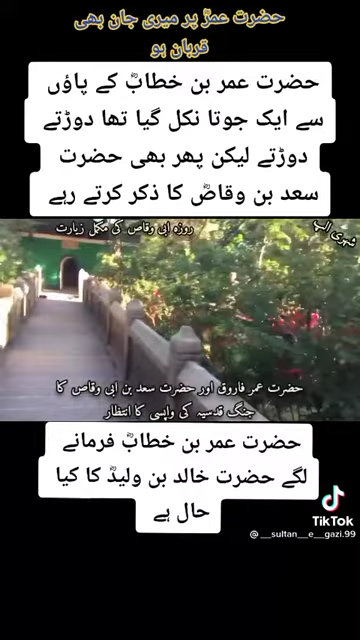 حضرت عمرؓ پر میری جان بھی
قربان ہو
حضرت عمر بن خطابؓ کے پاؤں
سے ایک جوتا نکل گیا تھا دوڑتے
دوڑتے لیکن پھر بھی حضرت
سعد بن وقاصؓ کا ذکر کرتے رہے
روزہ ابی وقاص کی مکمل زیارت
حضرت عمر فاروق اور حضرت سعد بن ابی وقاص کا
جنگ قدسیہ کی واپسی کا انتظار
حضرت عمر بن خطابؓ فرمانے
لگے حضرت خالد بن ولیدؓ کا کیا
حال ہے
TikTok
@__sultan__e__gazi.99